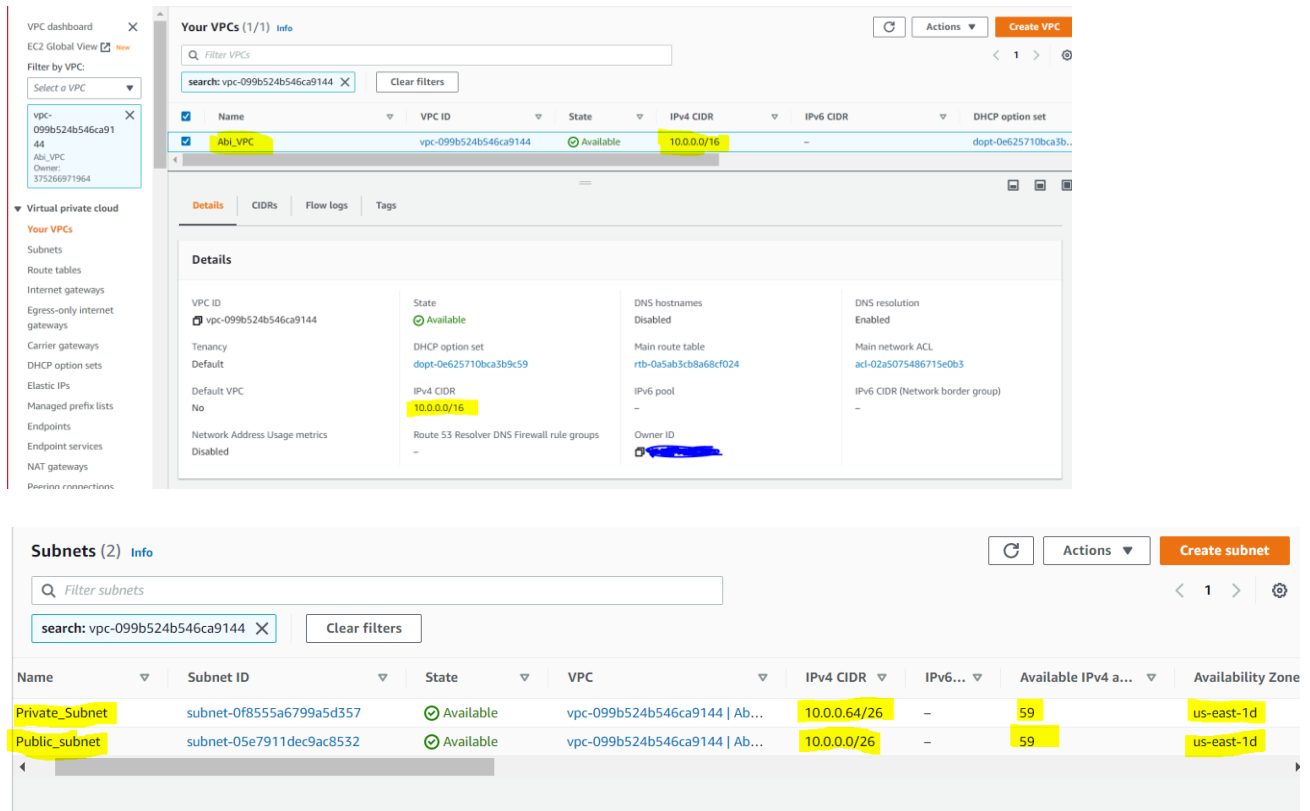 VPC dashboard
EC2 Global View New
Filter by VPC:
Select a VPC
vpc-
099b524b546ca91
44
Abi_VPC
Owner:
375266971964
Virtual private cloud
Your VPCs
Subnets
Route tables
Internet gateways
Egress-only internet
gateways
Carrier gateways
DHCP option sets
Elastic IPs
Managed prefix lists
Endpoints
Endpoint services
NAT gateways
Peering connections
Your VPCs (1/1) Info
Actions
Create VPC
Filter VPCs
1
search: vpc-099b524b546ca9144
Clear filters
Name VPC ID State IPv4 CIDR IPv6 CIDR DHCP option set
Abi_VPC vpc-099b524b546ca9144 Available 10.0.0.0/16 – dopt-0e625710bca3b...
Details CIDRs Flow logs Tags
Details
VPC ID State DNS hostnames DNS resolution
vpc-099b524b546ca9144 Available Disabled Enabled
Tenancy DHCP option set Main route table Main network ACL
Default dopt-0e625710bca3b9c59 rtb-0a5ab3cb8a68cf024 acl-02a5075486715e0b3
Default VPC IPv4 CIDR IPv6 pool IPv6 CIDR (Network border group)
No 10.0.0.0/16 – –
Network Address Usage metrics Route 53 Resolver DNS Firewall rule groups Owner ID
Disabled –
Subnets (2) Info
Actions
Create subnet
Filter subnets
1
search: vpc-099b524b546ca9144
Clear filters
Name Subnet ID State VPC IPv4 CIDR IPv6... Available IPv4 a... Availability Zone
Private_Subnet subnet-0f8555a6799a5d357 Available vpc-099b524b546ca9144 | Ab... 10.0.0.64/26 – 59 us-east-1d
Public_subnet subnet-05e7911dec9ac8532 Available vpc-099b524b546ca9144 | Ab... 10.0.0.0/26 – 59 us-east-1d